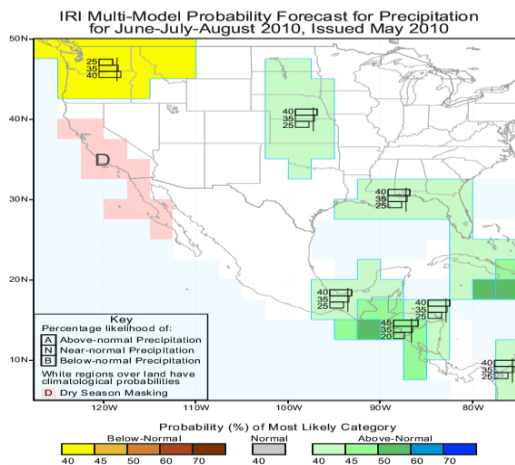 IRI Multi-Model Probability Forecast for Precipitation
for June-July-August 2010, Issued May 2010
50N
40N
30N
20N
10N
25
35
40
40
35
25
D
40
35
25
40
35
25
40
35
25
45
35
20
40
35
25
Key
Percentage likelihood of:
A Above-normal Precipitation
N Near-normal Precipitation
B Below-normal Precipitation
White regions over land have
climatological probabilities
D Dry Season Masking
120W 110W 100W 90W 80W
Probability (%) of Most Likely Category
Below-Normal Normal Above-Normal
40 45 50 60 70 40 40 45 50 60 70